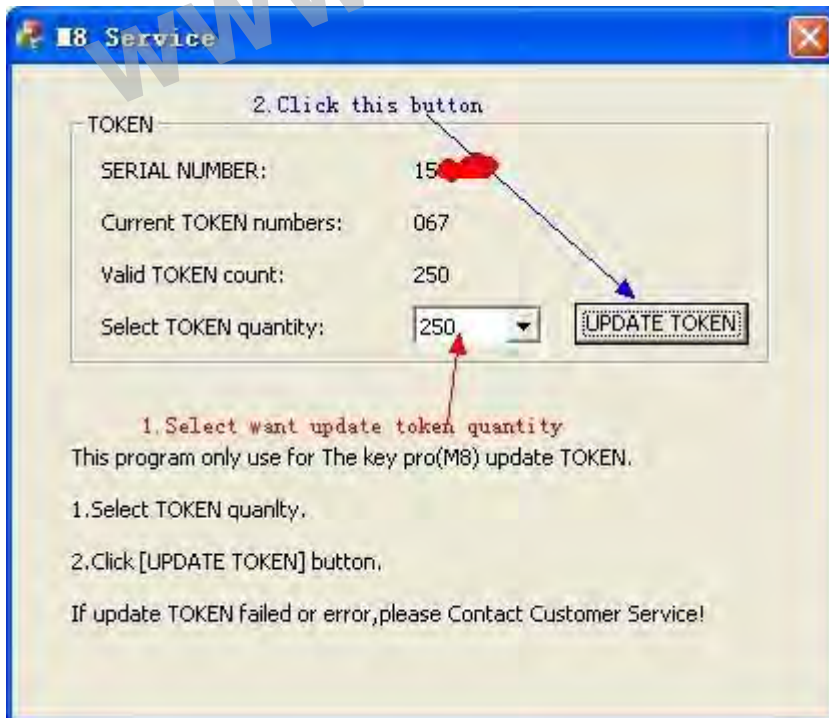 M8 Service
www
2.Click this button
TOKEN
SERIAL NUMBER: 15
Current TOKEN numbers: 067
Valid TOKEN count: 250
Select TOKEN quantity: 250 UPDATE TOKEN
1.Select want update token quantity
This program only use for The key pro(M8) update TOKEN.
1.Select TOKEN quanlty.
2.Click [UPDATE TOKEN] button.
If update TOKEN failed or error,please Contact Customer Service!